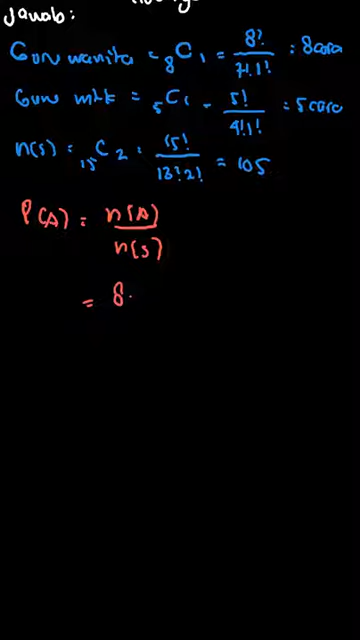 Jawab:
Guru wanita = ₈C₁ = 8!/7!.1! = 8 cara
Guru mtk = ₅C₁ = 5!/4!1! = 5 cara
n(s) = ₁₅C₂ = 15!/13!2! = 105
P(A) = n(A)/n(s)
= 8.